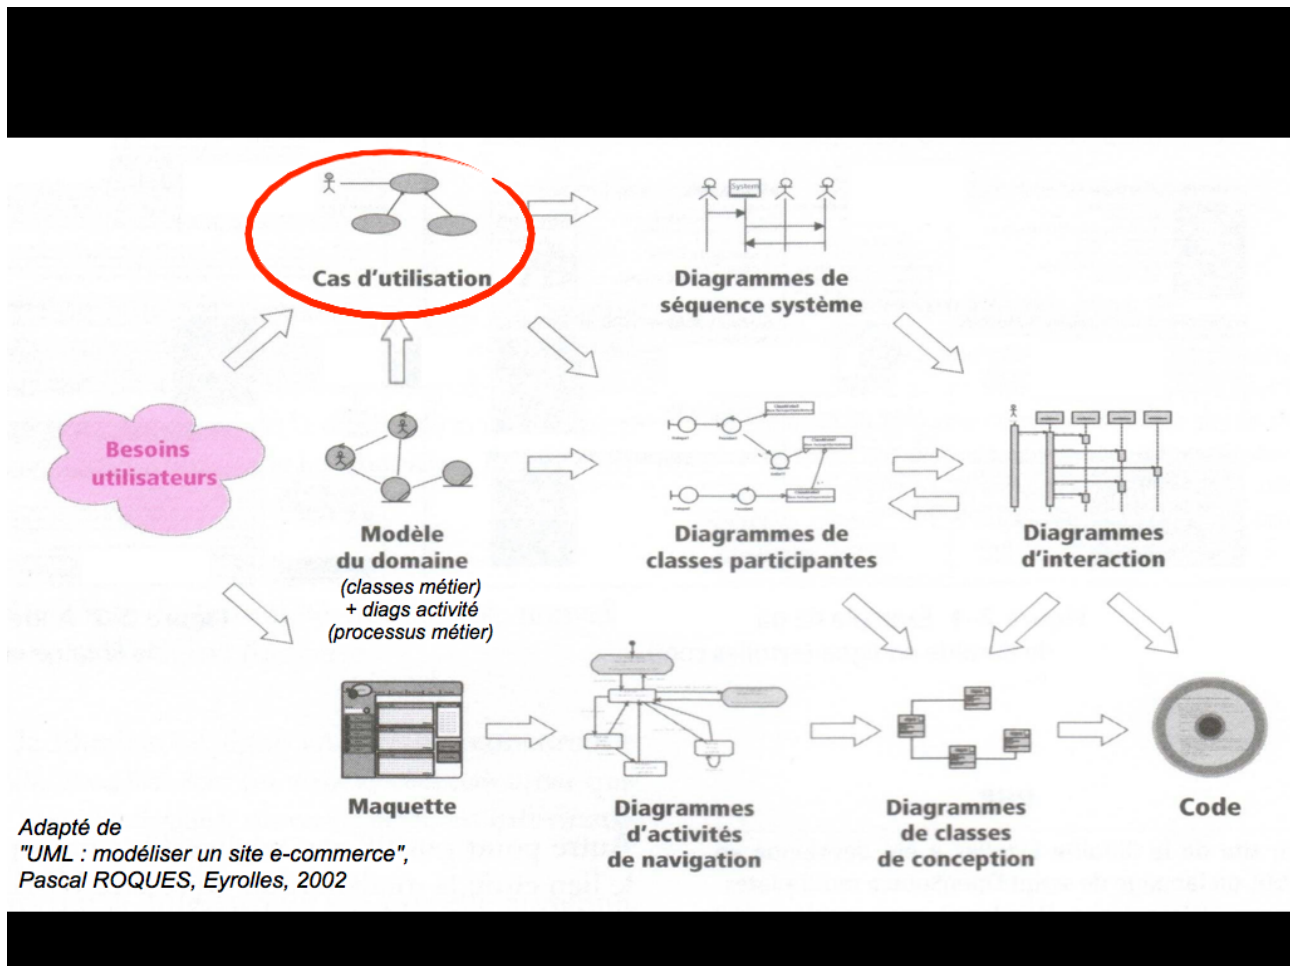 System
Cas d'utilisation
Diagrammes de
séquence système
Besoins
utilisateurs
Modèle
du domaine
(classes métier)
+ diags activité
(processus métier)
Diagrammes de
classes participantes
Diagrammes
d'interaction
Maquette
Diagrammes
d'activités
de navigation
Diagrammes
de classes
de conception
Code
Adapté de
"UML : modéliser un site e-commerce",
Pascal ROQUES, Eyrolles, 2002